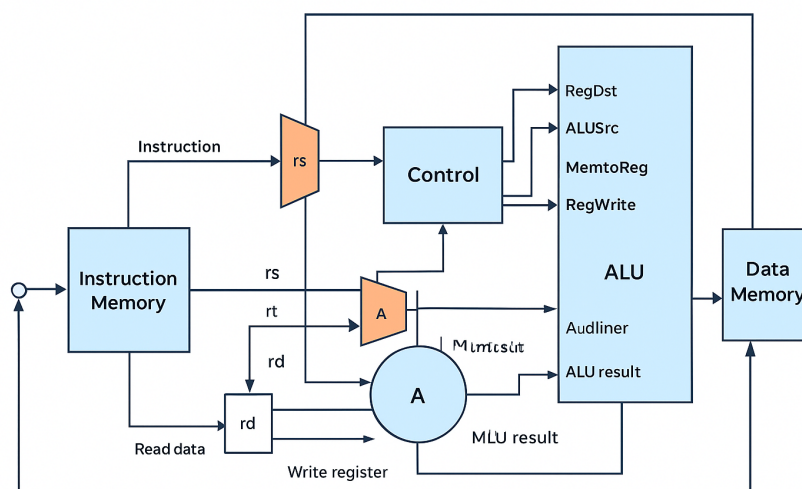 Instruction
rs
Control
RegDst
ALUSrc
MemtoReg
RegWrite
Instruction
Memory
rs
rt
rd
A
ALU
Data
Memory
Audliner
ALU result
A
rd
Read data
MLU result
Write register